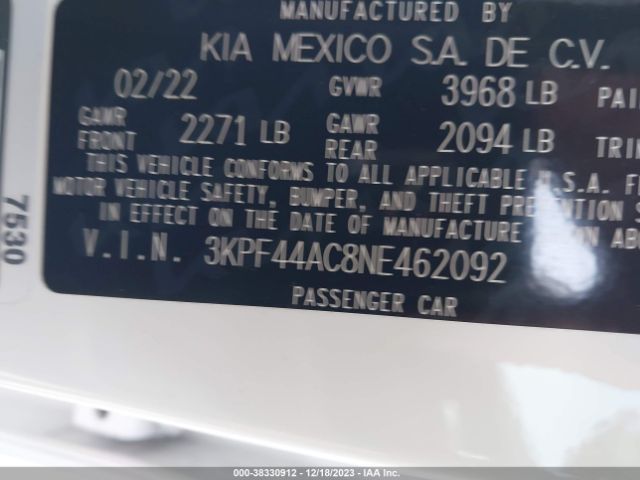 MANUFACTURED BY
KIA MEXICO S.A. DE C.V.
02/22 GVWR 3968 LB
GAWR FRONT 2271 LB GAWR REAR 2094 LB
THIS VEHICLE CONFORMS TO ALL APPLICABLE U.S.A.
MOTOR VEHICLE SAFETY, BUMPER, AND THEFT PREVENTION
IN EFFECT ON THE DATE OF MANUFACTURE
V.I.N. 3KPF44AC8NE462092
PASSENGER CAR
7530
000-38330912 - 12/18/2023 - IAA Inc.